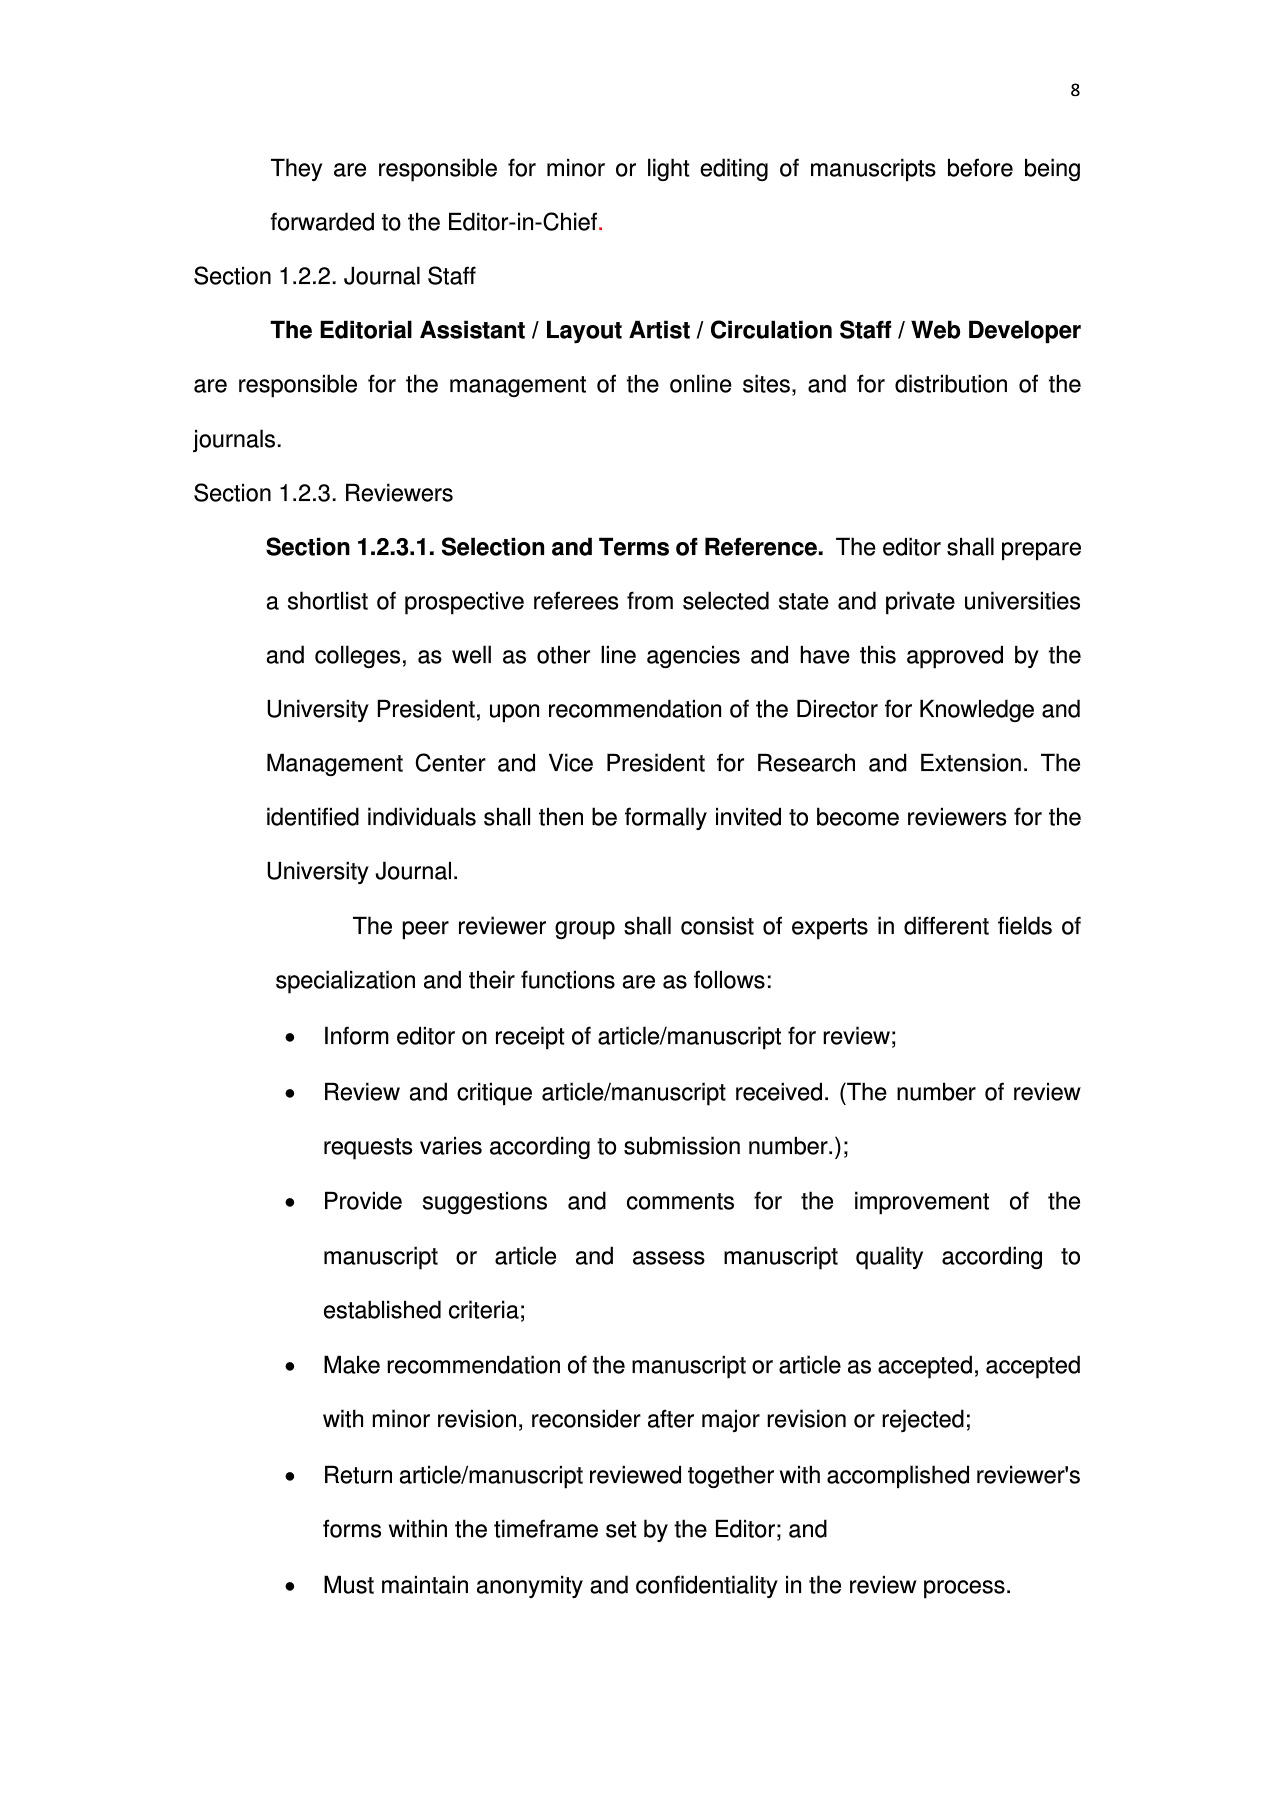 8
They are responsible for minor or light editing of manuscripts before being
forwarded to the Editor-in-Chief.
Section 1.2.2. Journal Staff
The Editorial Assistant / Layout Artist / Circulation Staff / Web Developer
are responsible for the management of the online sites, and for distribution of the
journals.
Section 1.2.3. Reviewers
Section 1.2.3.1. Selection and Terms of Reference. The editor shall prepare
a shortlist of prospective referees from selected state and private universities
and colleges, as well as other line agencies and have this approved by the
University President, upon recommendation of the Director for Knowledge and
Management Center and Vice President for Research and Extension. The
identified individuals shall then be formally invited to become reviewers for the
University Journal.
The peer reviewer group shall consist of experts in different fields of
specialization and their functions are as follows:
• Inform editor on receipt of article/manuscript for review;
• Review and critique article/manuscript received. (The number of review
requests varies according to submission number.);
• Provide suggestions and comments for the improvement of the
manuscript or article and assess manuscript quality according to
established criteria;
• Make recommendation of the manuscript or article as accepted, accepted
with minor revision, reconsider after major revision or rejected;
• Return article/manuscript reviewed together with accomplished reviewer's
forms within the timeframe set by the Editor; and
• Must maintain anonymity and confidentiality in the review process.